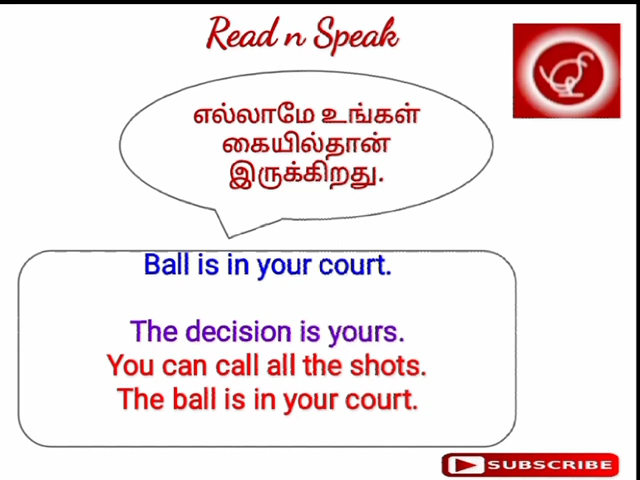 Read n Speak
எல்லாமே உங்கள்
கையில்தான்
இருக்கிறது.
Ball is in your court.
The decision is yours.
You can call all the shots.
The ball is in your court.
SUBSCRIBE